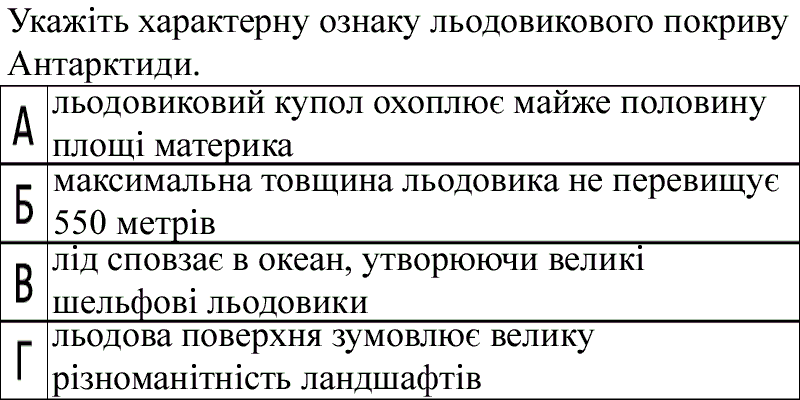 Укажіть характерну ознаку льодовикового покриву
Антарктиди.
А льодовиковий купол охоплює майже половину
площі материка
Б максимальна товщина льодовика не перевищує
550 метрів
В лід сповзає в океан, утворюючи великі
шельфові льодовики
Г льодова поверхня зумовлює велику
різноманітність ландшафтів